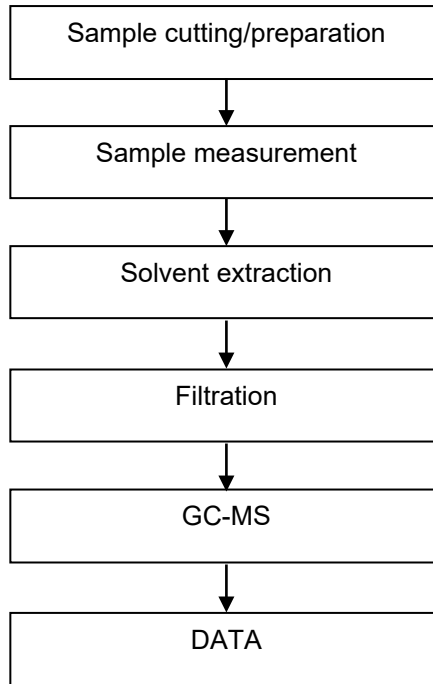 Sample cutting/preparation
Sample measurement
Solvent extraction
Filtration
GC-MS
DATA